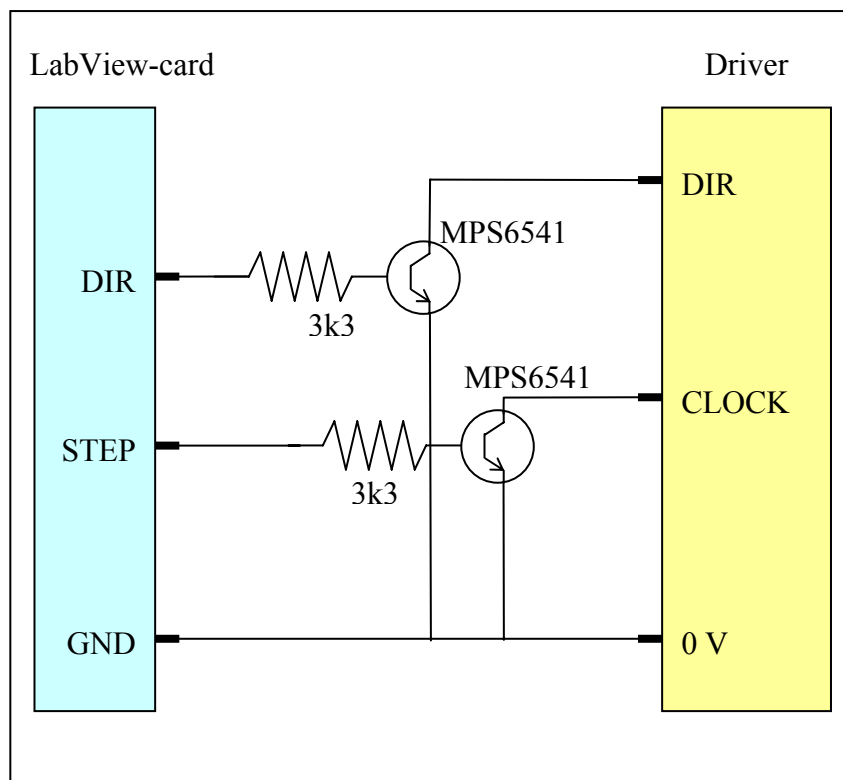 LabView-card
Driver
DIR
MPS6541
DIR
3k3
MPS6541
CLOCK
STEP
3k3
GND
0 V